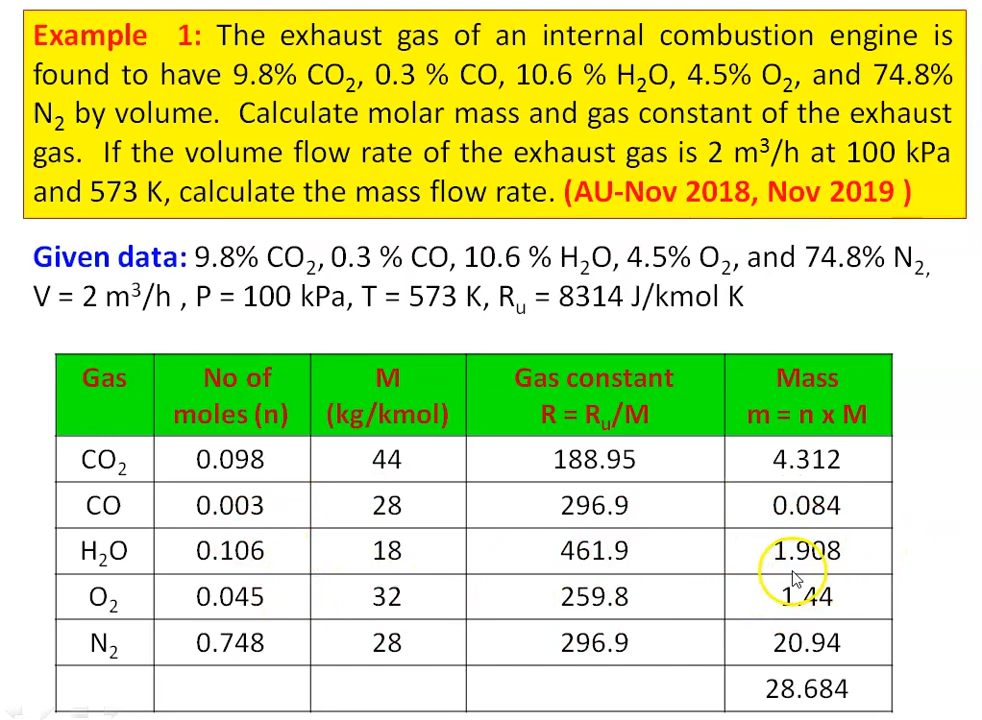 Example 1: The exhaust gas of an internal combustion engine is
found to have 9.8% CO₂, 0.3 % CO, 10.6 % H₂O, 4.5% O₂, and 74.8%
N₂ by volume. Calculate molar mass and gas constant of the exhaust
gas. If the volume flow rate of the exhaust gas is 2 m³/h at 100 kPa
and 573 K, calculate the mass flow rate. (AU-Nov 2018, Nov 2019 )
Given data: 9.8% CO₂, 0.3 % CO, 10.6 % H₂O, 4.5% O₂, and 74.8% N₂,
V = 2 m³/h , P = 100 kPa, T = 573 K, Rᵤ = 8314 J/kmol K
Gas No of moles (n) M (kg/kmol) Gas constant R = Rᵤ/M Mass m = n x M
CO₂ 0.098 44 188.95 4.312
CO 0.003 28 296.9 0.084
H₂O 0.106 18 461.9 1.908
O₂ 0.045 32 259.8 1.44
N₂ 0.748 28 296.9 20.94
28.684